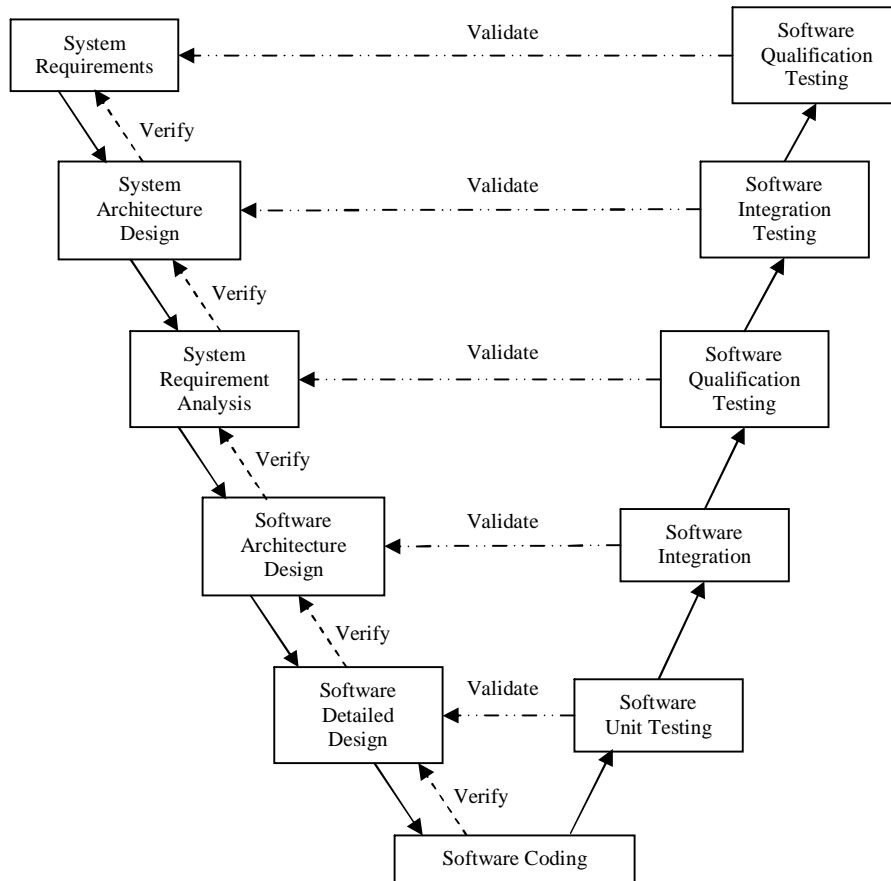 System
Requirements
Validate
Software
Qualification
Testing
Verify
System
Architecture
Design
Validate
Software
Integration
Testing
Verify
System
Requirement
Analysis
Validate
Software
Qualification
Testing
Verify
Software
Architecture
Design
Validate
Software
Integration
Verify
Software
Detailed
Design
Validate
Software
Unit Testing
Verify
Software Coding